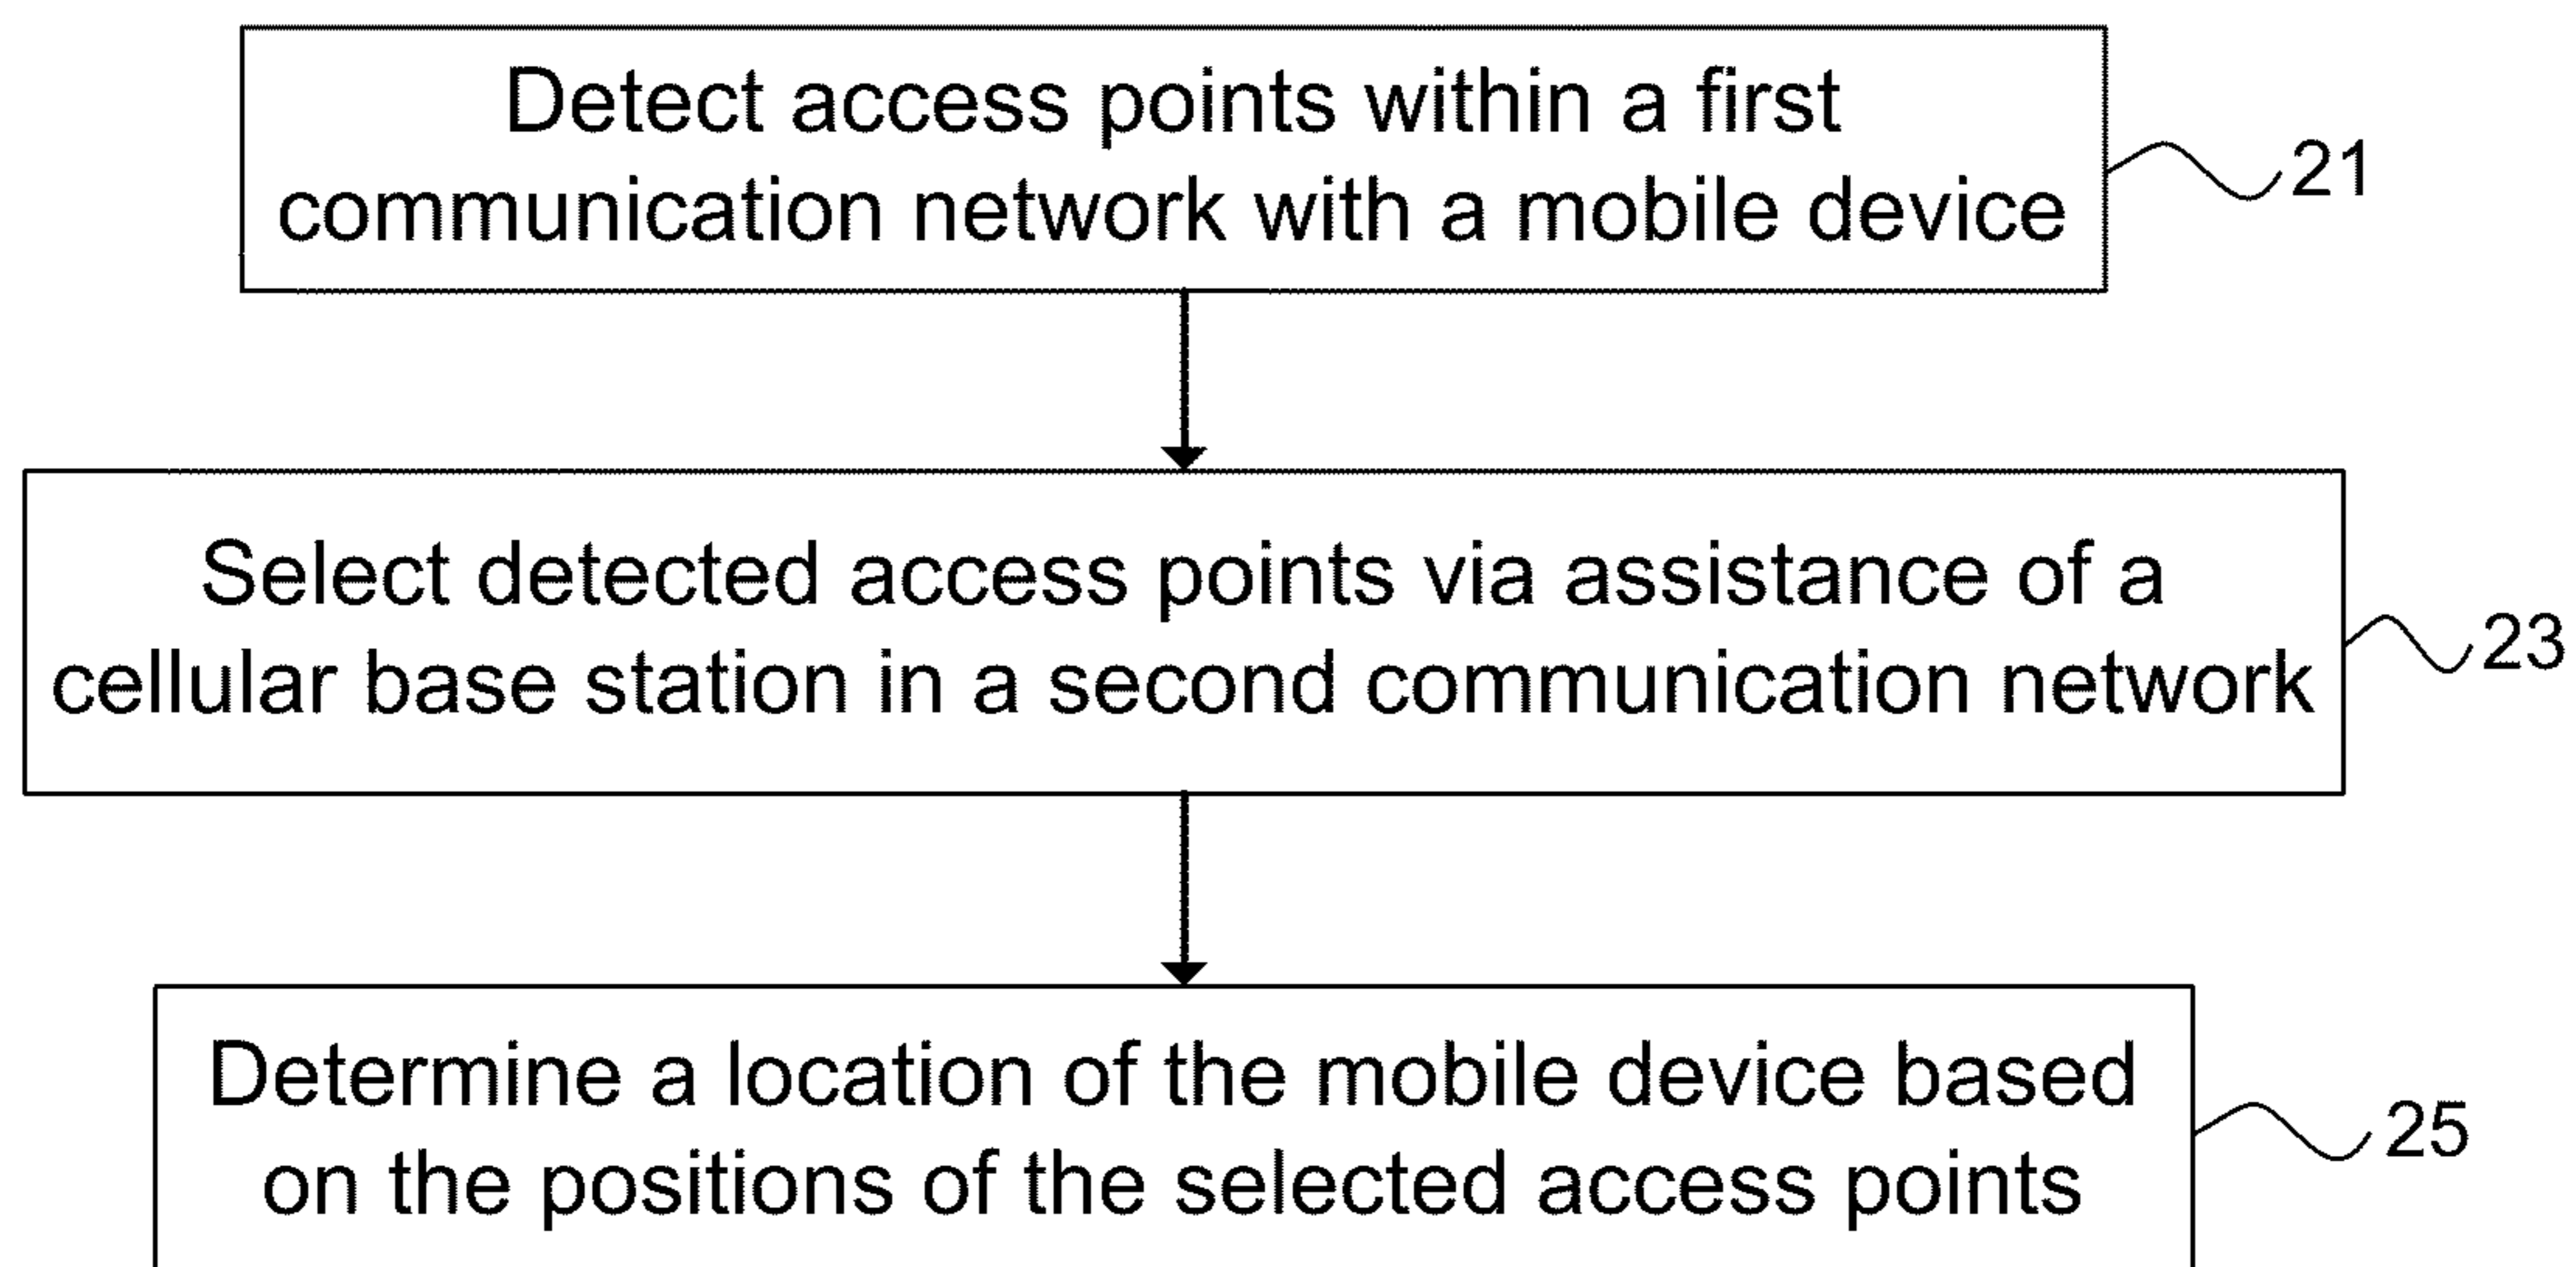 Detect access points within a first
communication network with a mobile device
21
Select detected access points via assistance of a
cellular base station in a second communication network
23
Determine a location of the mobile device based
on the positions of the selected access points
25